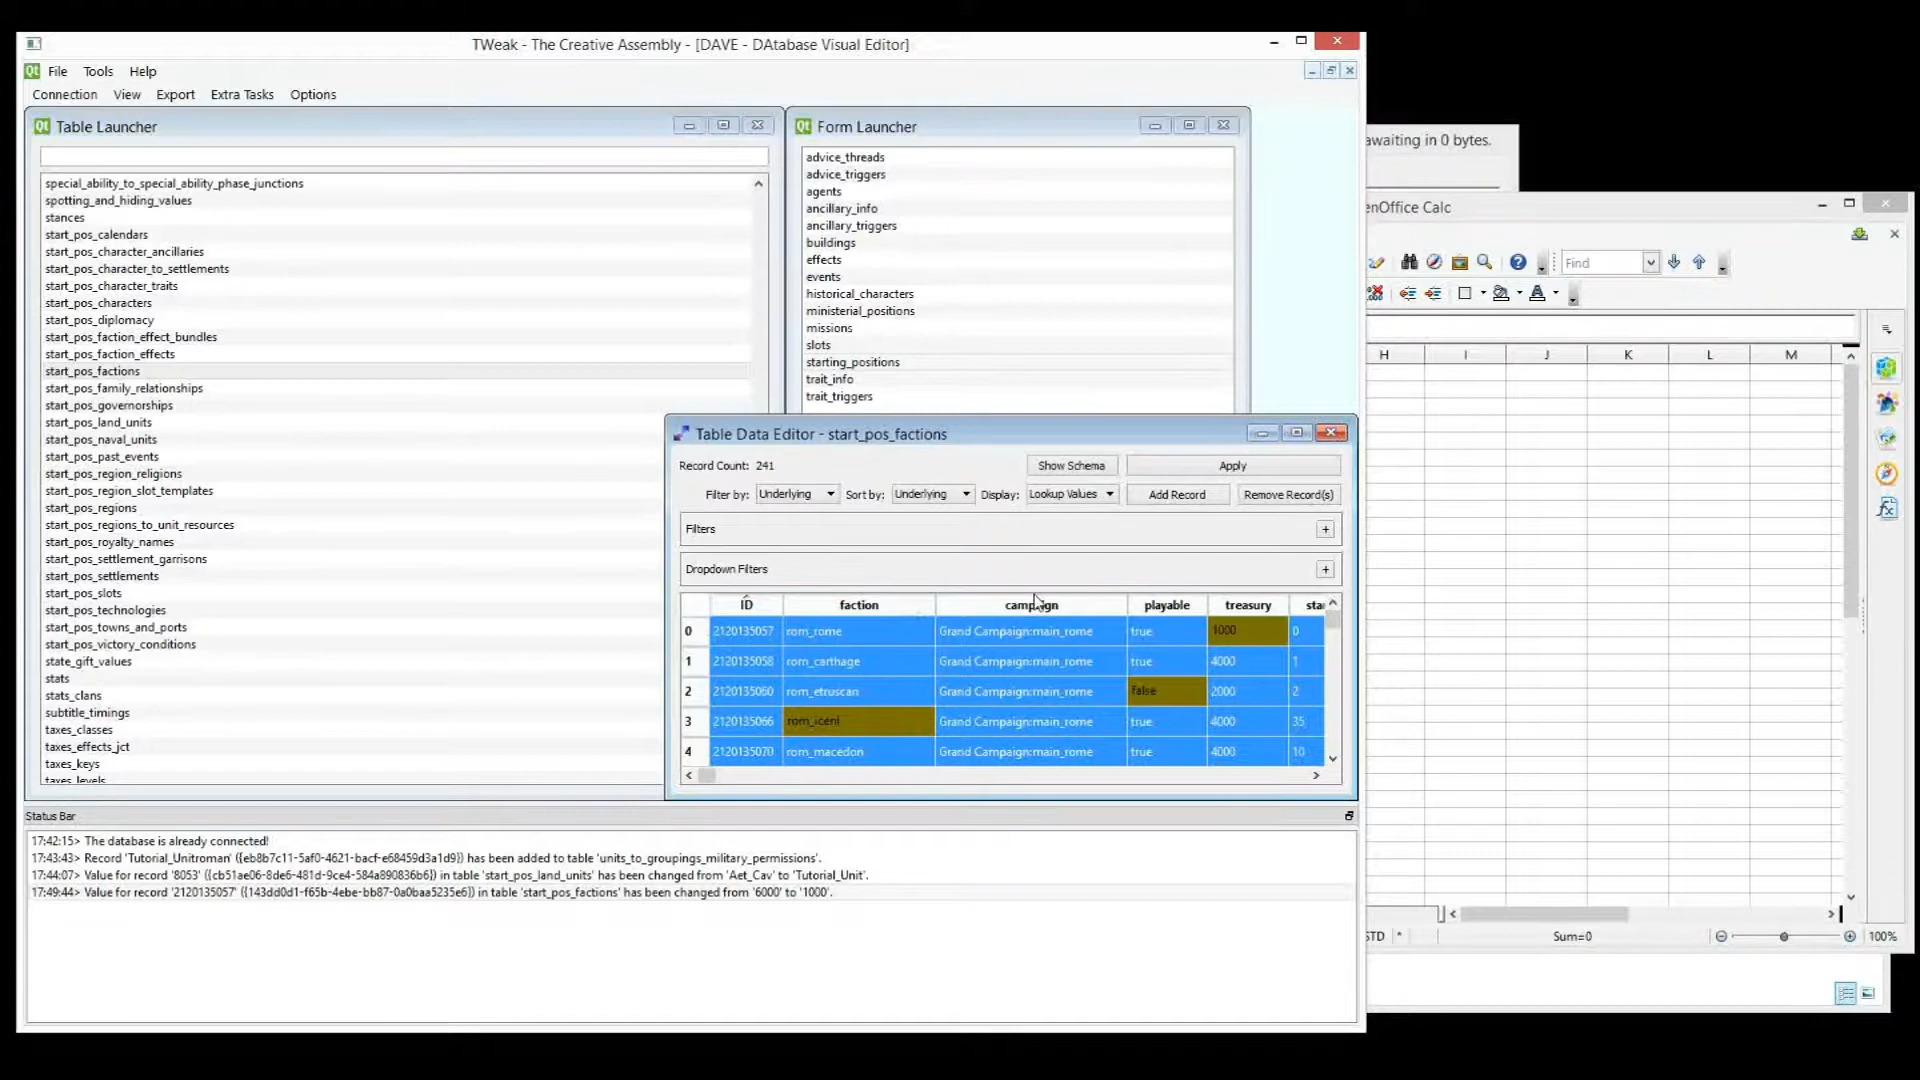 TWeak - The Creative Assembly - [DAVE - DAtabase Visual Editor]
File Tools Help
Connection View Export Extra Tasks Options
Table Launcher
special_ability_to_special_ability_phase_junctions
spotting_and_hiding_values
stances
start_pos_calendars
start_pos_character_ancillaries
start_pos_character_to_settlements
start_pos_character_traits
start_pos_characters
start_pos_diplomacy
start_pos_faction_effect_bundles
start_pos_faction_effects
start_pos_factions
start_pos_family_relationships
start_pos_governorships
start_pos_land_units
start_pos_naval_units
start_pos_past_events
start_pos_region_religions
start_pos_region_slot_templates
start_pos_regions
start_pos_regions_to_unit_resources
start_pos_royalty_names
start_pos_settlement_garrisons
start_pos_settlements
start_pos_slots
start_pos_technologies
start_pos_towns_and_ports
start_pos_victory_conditions
state_gift_values
stats
stats_clans
subtitle_timings
taxes_classes
taxes_effects_jct
taxes_keys
taxes_levels
Form Launcher
advice_threads
advice_triggers
agents
ancillary_info
ancillary_triggers
buildings
effects
events
historical_characters
ministerial_positions
missions
slots
starting_positions
trait_info
trait_triggers
Table Data Editor - start_pos_factions
Record Count: 241 Show Schema Apply
Filter by: Underlying Sort by: Underlying Display: Lookup Values Add Record Remove Record(s)
Filters +
Dropdown Filters +
ID faction campaign playable treasury sta
0 2120135057 rom_rome Grand Campaign:main_rome true 1000 0
1 2120135058 rom_carthage Grand Campaign:main_rome true 4000 1
2 2120135060 rom_etruscan Grand Campaign:main_rome false 2000 2
3 2120135066 rom_iceni Grand Campaign:main_rome true 4000 35
4 2120135070 rom_macedon Grand Campaign:main_rome true 4000 10
Status Bar
17:42:15> The database is already connected!
17:43:43> Record 'Tutorial_Unitroman' ({eb8b7c11-5af0-4621-bacf-e68459d3a1d9}) has been added to table 'units_to_groupings_military_permissions'.
17:44:07> Value for record '8053' ({cb51ae06-8de6-481d-9ce4-584a890836b6}) in table 'start_pos_land_units' has been changed from 'Aet_Cav' to 'Tutorial_Unit'.
17:49:44> Value for record '2120135057' ({143dd0d1-f65b-4ebe-bb87-0a0baa5235e6}) in table 'start_pos_factions' has been changed from '6000' to '1000'.
awaiting in 0 bytes.
enOffice Calc
Find
H I J K L M
STD * Sum=0 100%